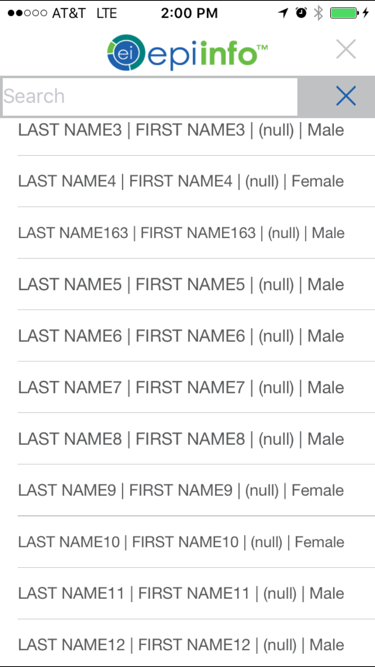 AT&T LTE 2:00 PM
ei epi info™
Search
LAST NAME3 | FIRST NAME3 | (null) | Male
LAST NAME4 | FIRST NAME4 | (null) | Female
LAST NAME163 | FIRST NAME163 | (null) | Male
LAST NAME5 | FIRST NAME5 | (null) | Male
LAST NAME6 | FIRST NAME6 | (null) | Male
LAST NAME7 | FIRST NAME7 | (null) | Male
LAST NAME8 | FIRST NAME8 | (null) | Male
LAST NAME9 | FIRST NAME9 | (null) | Female
LAST NAME10 | FIRST NAME10 | (null) | Female
LAST NAME11 | FIRST NAME11 | (null) | Male
LAST NAME12 | FIRST NAME12 | (null) | Male